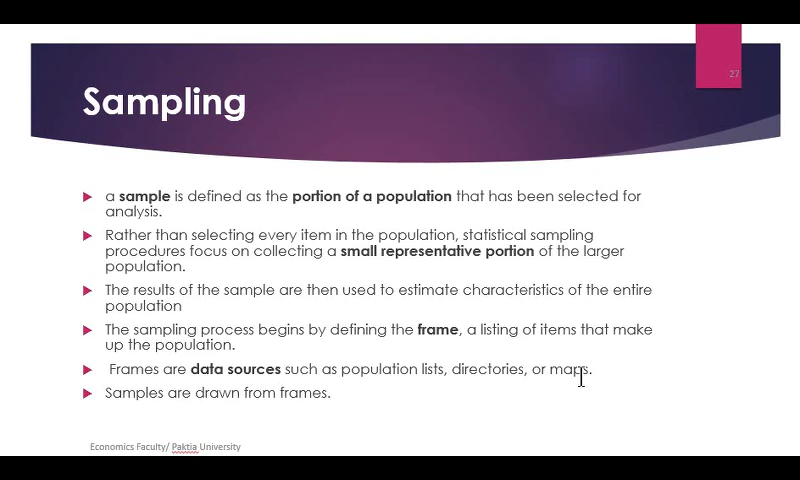 27
Sampling
a sample is defined as the portion of a population that has been selected for
analysis.
Rather than selecting every item in the population, statistical sampling
procedures focus on collecting a small representative portion of the larger
population.
The results of the sample are then used to estimate characteristics of the entire
population
The sampling process begins by defining the frame, a listing of items that make
up the population.
Frames are data sources such as population lists, directories, or maps.
Samples are drawn from frames.
Economics Faculty/ Paktia University